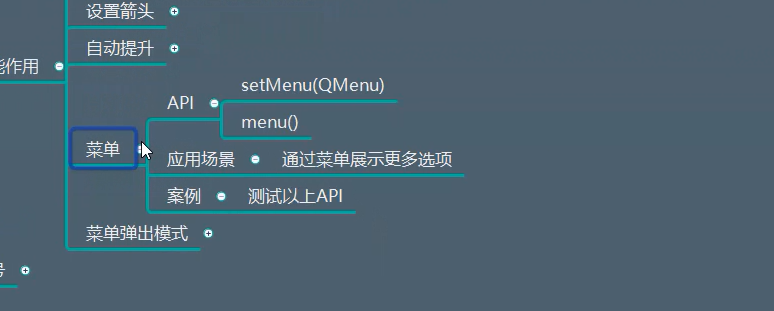 设置箭头
自动提升
能作用
setMenu(QMenu)
API
menu()
菜单
应用场景
通过菜单展示更多选项
案例
测试以上API
菜单弹出模式